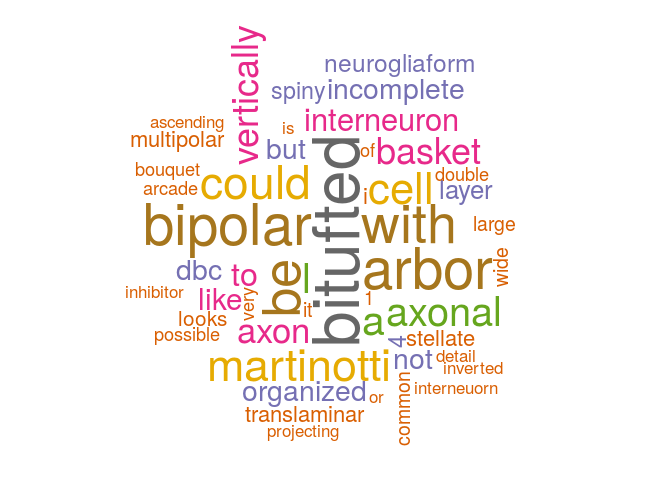 vertically
neurogliaform
spiny
incomplete
ascending
is
interneuron
multipolar
but
of
basket
bouquet
could
i
cell
double
arcade
layer
bipolar
bitufted
with
large
dbc
to
be
l
arbor
wide
inhibitor
like
very
it
1
a
axonal
looks
possible
axon
4
stellate
martinotti
not
detail
inverted
organized
or
common
interneuorn
translaminar
projecting